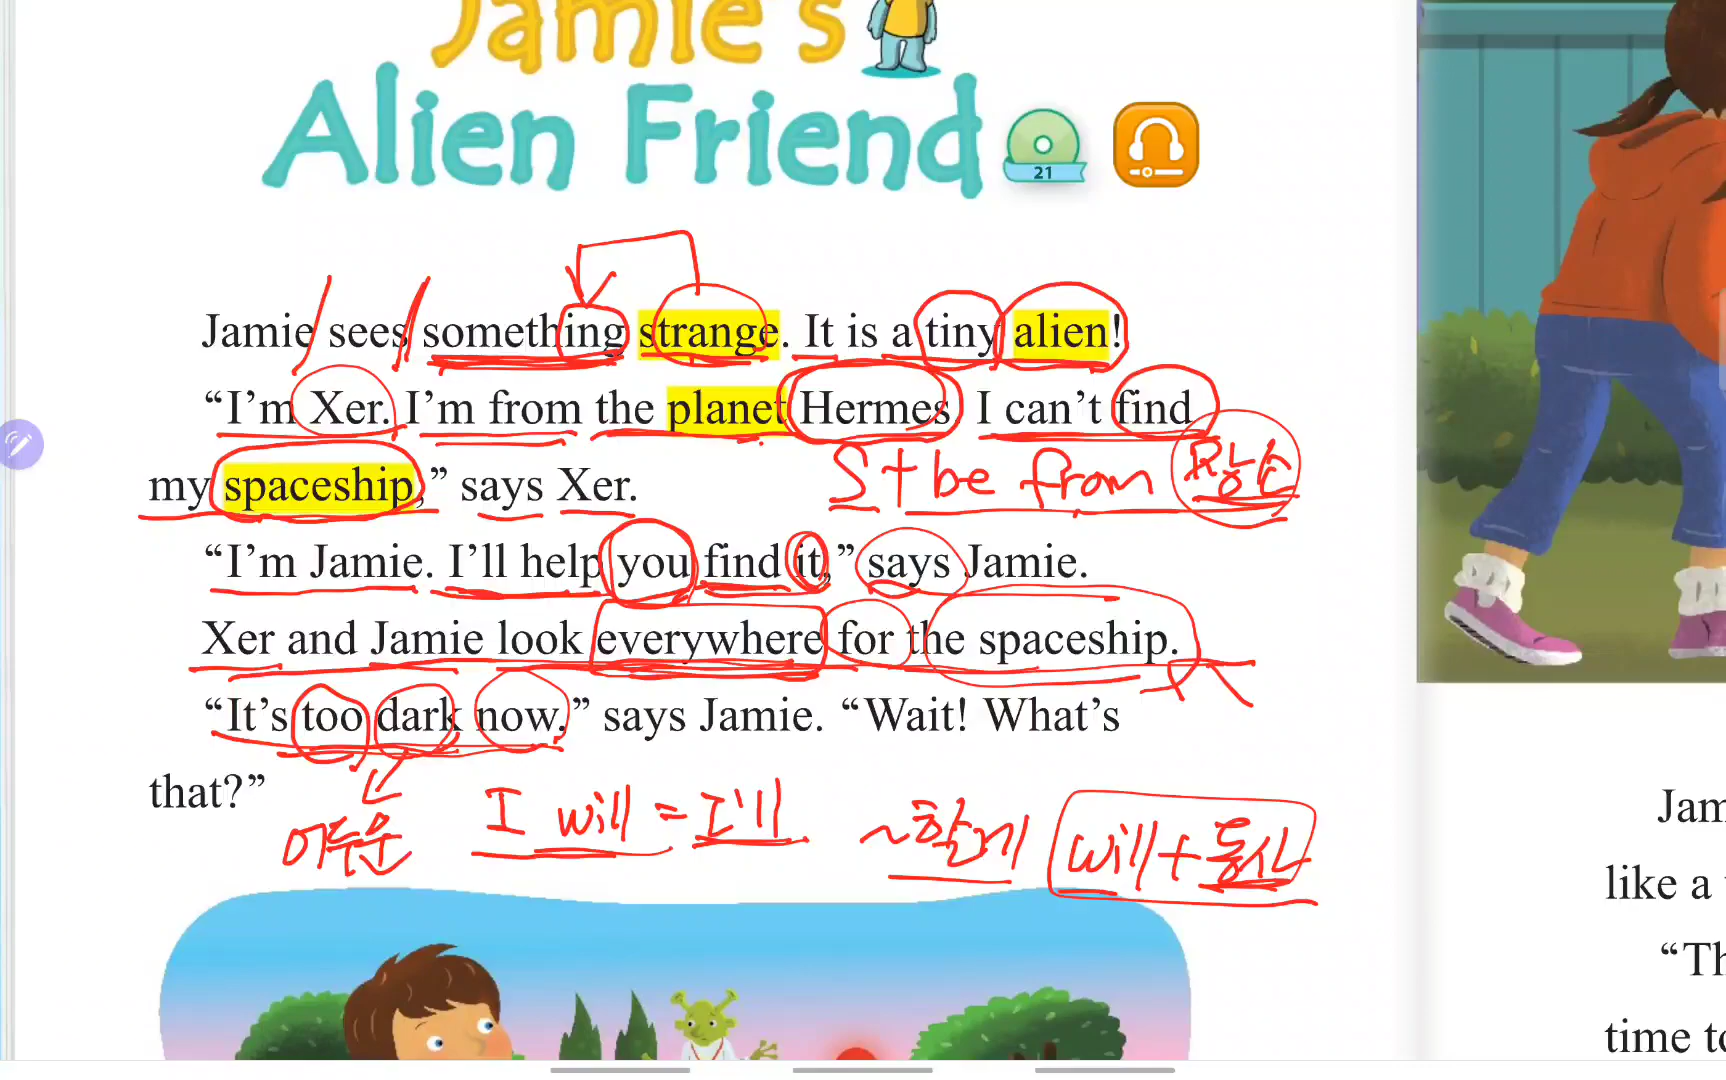 Jamie's
Alien Friend
21
Jamie sees something strange. It is a tiny alien!
“I’m Xer. I’m from the planet Hermes. I can’t find
my spaceship,” says Xer.
S + be from 장소
“I’m Jamie. I’ll help you find it,” says Jamie.
Xer and Jamie look everywhere for the spaceship.
“It’s too dark now,” says Jamie. “Wait! What’s
that?”
어두운
I will = I'll
~할게
will + 동사
Jam
like a
“Th
time to